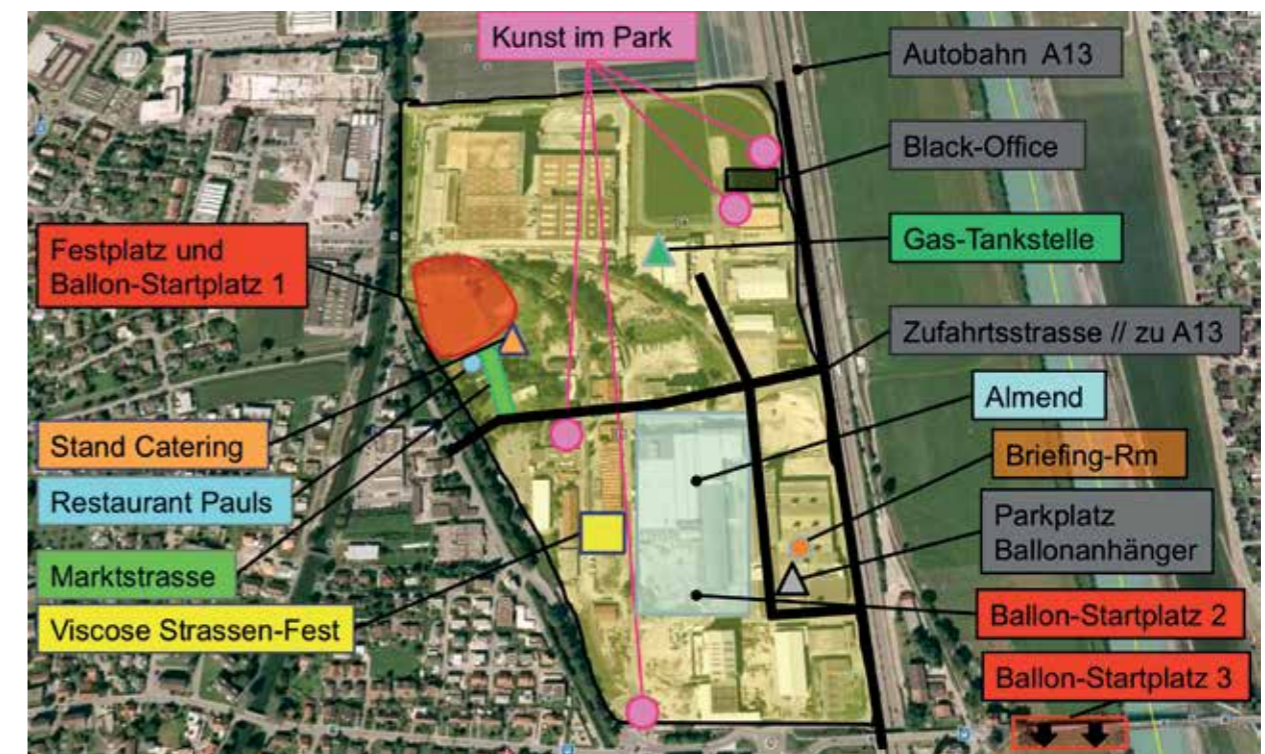 Kunst im Park
Autobahn A13
Black-Office
Festplatz und
Ballon-Startplatz 1
Gas-Tankstelle
Zufahrtsstrasse // zu A13
Almend
Stand Catering
Briefing-Rm
Restaurant Pauls
Parkplatz
Ballonanhänger
Marktstrasse
Ballon-Startplatz 2
Viscose Strassen-Fest
Ballon-Startplatz 3